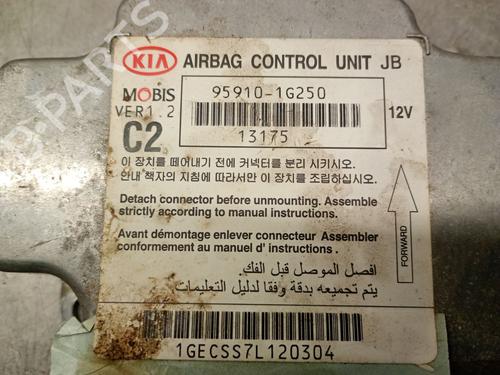 KIA AIRBAG CONTROL UNIT JB
MOBIS 95910-1G250
VER1.2 12V
C2 13175
이 장치를 떼어내기 전에 커넥터를 분리 시키시오.
안내 책자의 지침에 따라서만 이 장치를 조립하십시오.
Detach connector before unmounting. Assemble
strictly according to manual instructions.
Avant démontage enlever connecteur Assembler
conformement au manuel d' instructions.
FORWARD
افصل الموصل قبل الفك.
يتم تجميعه بدقة وفقا لدليل التعليمات.
1GECSS7L120304